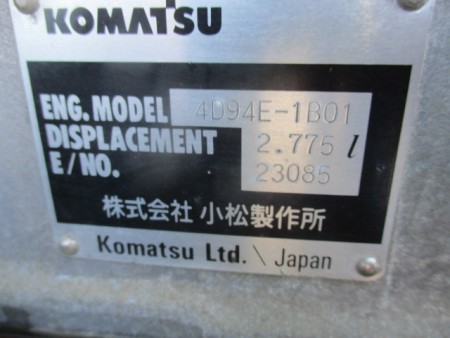 KOMATSU
ENG. MODEL 4D94E-1B01
DISPLACEMENT 2.775 l
E/NO. 23085
株式会社 小松製作所
Komatsu Ltd. \ Japan